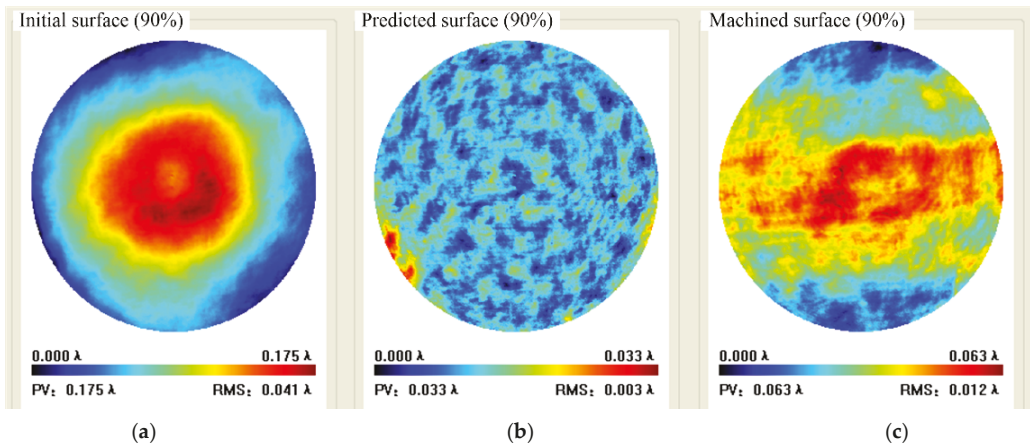 Initial surface (90%)
Predicted surface (90%)
Machined surface (90%)
0.000 λ 0.175 λ
PV: 0.175 λ RMS: 0.041 λ
0.000 λ 0.033 λ
PV: 0.033 λ RMS: 0.003 λ
0.000 λ 0.063 λ
PV: 0.063 λ RMS: 0.012 λ
(a)
(b)
(c)